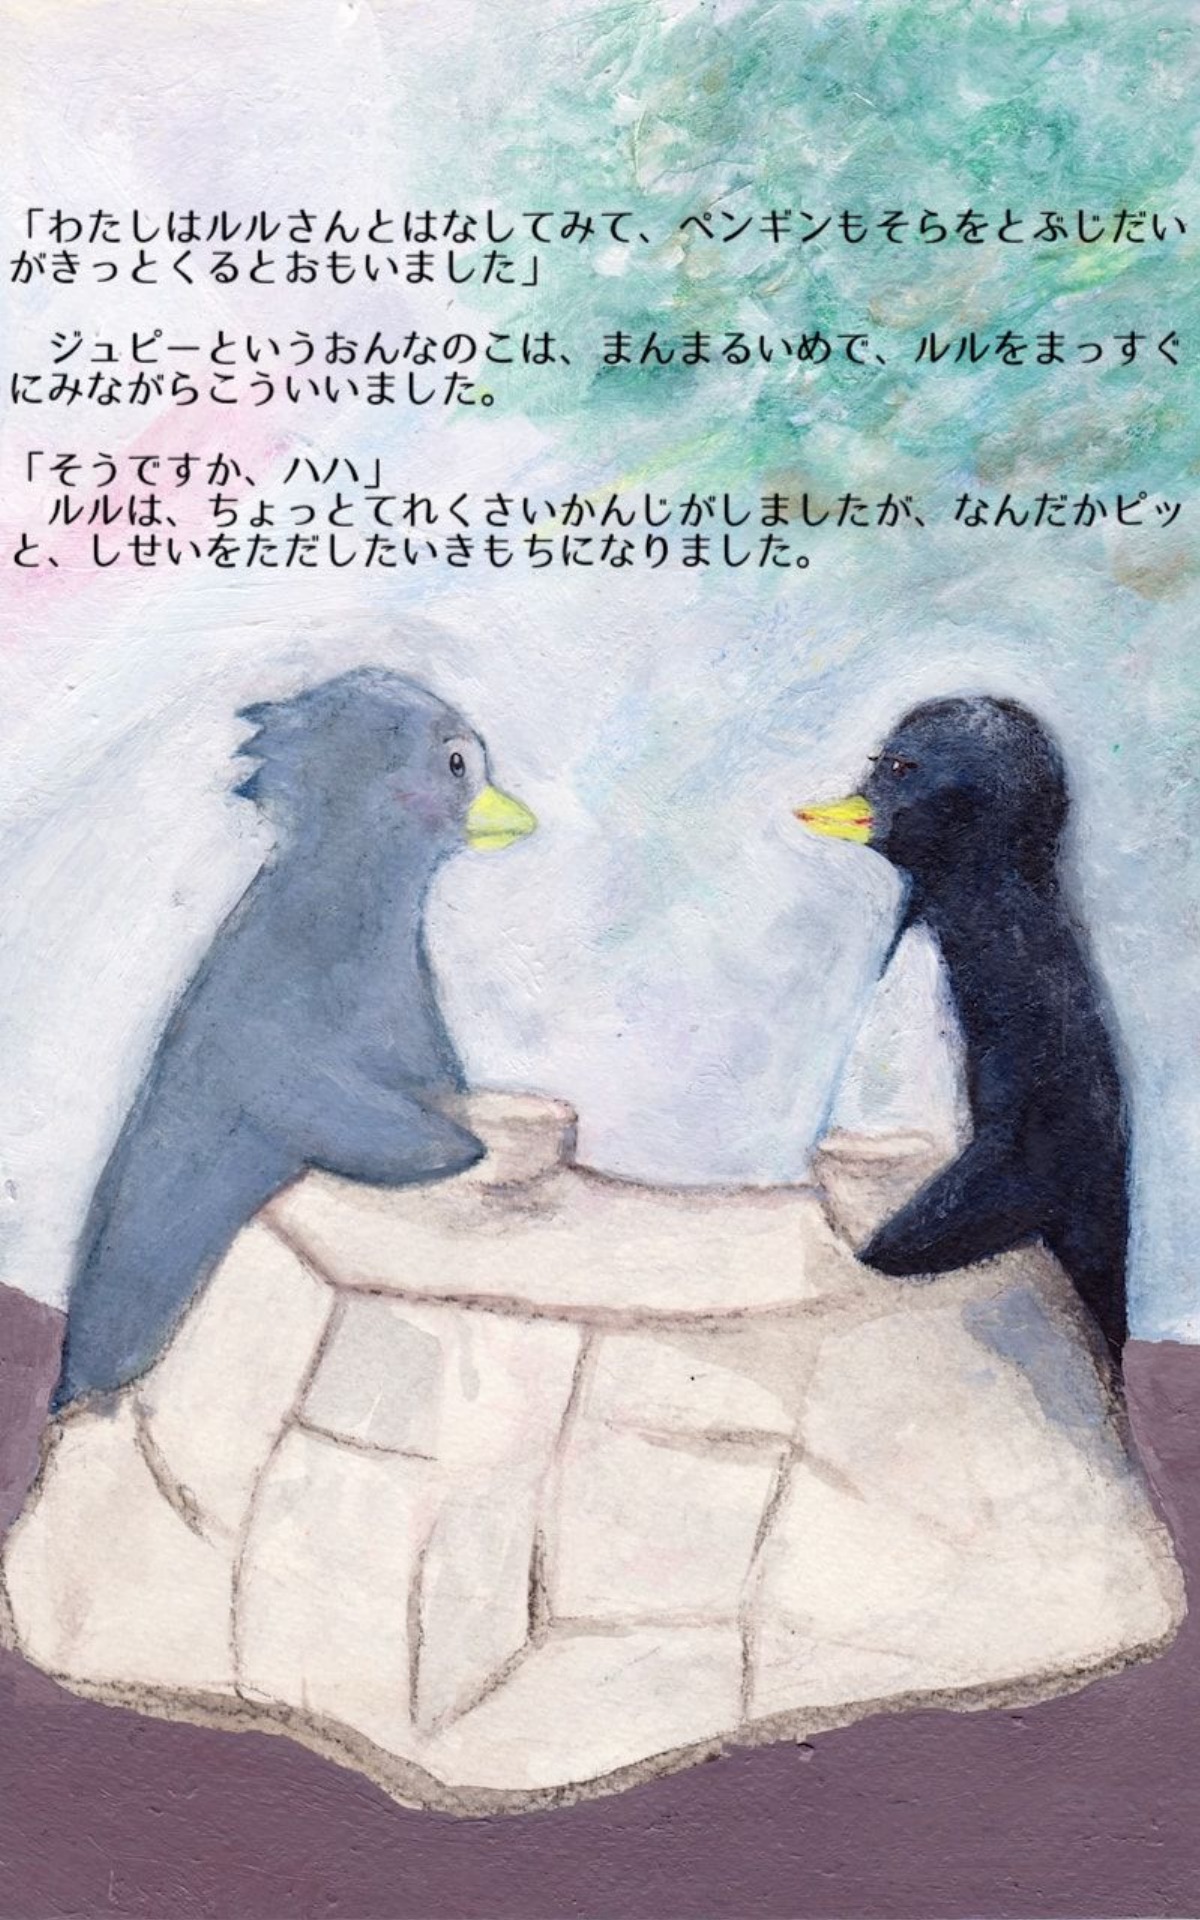 「わたしはルルさんとはなしてみて、ペンギンもそらをとぶじだい
がきっとくるとおもいました」
　ジュピーというおんなのこは、まんまるいめで、ルルをまっすぐ
にみながらこういいました。
「そうですか、ハハ」
　ルルは、ちょっとてれくさいかんじがしましたが、なんだかピッ
と、しせいをただしたいきもちになりました。